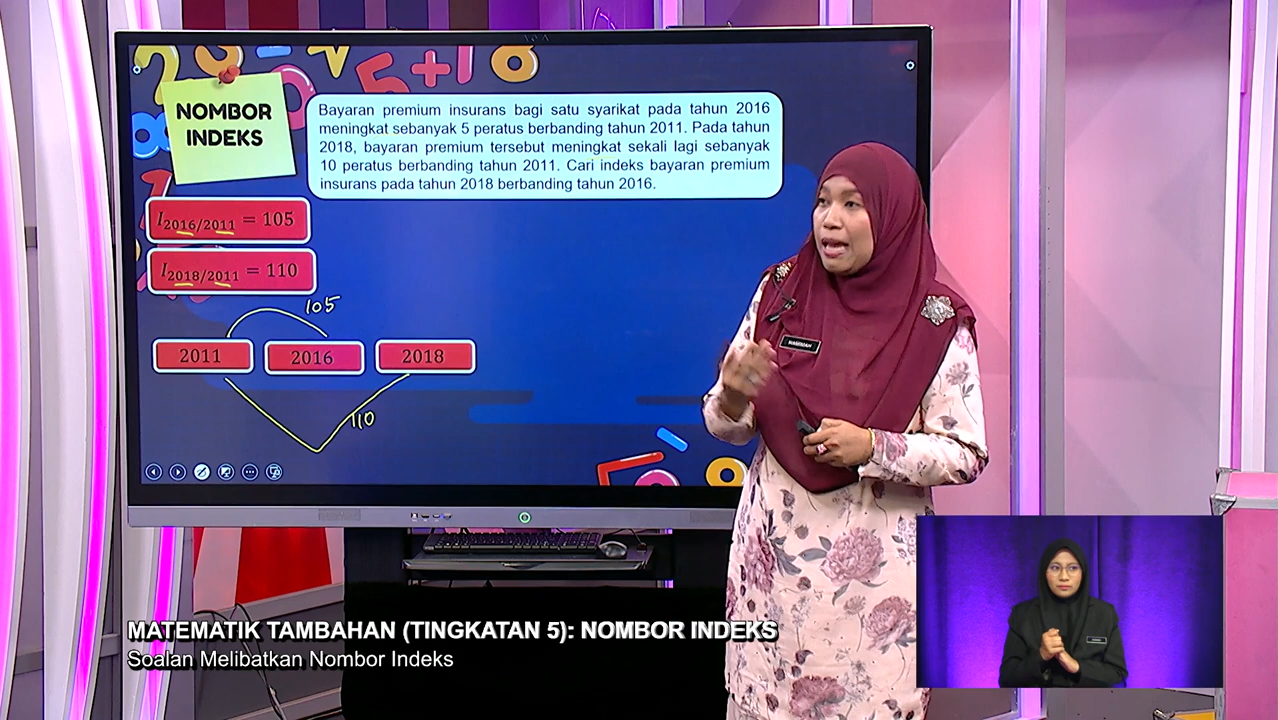 NOMBOR
INDEKS
Bayaran premium insurans bagi satu syarikat pada tahun 2016
meningkat sebanyak 5 peratus berbanding tahun 2011. Pada tahun
2018, bayaran premium tersebut meningkat sekali lagi sebanyak
10 peratus berbanding tahun 2011. Cari indeks bayaran premium
insurans pada tahun 2018 berbanding tahun 2016.
I2016/2011 = 105
I2018/2011 = 110
105
2011 2016 2018
110
MATEMATIK TAMBAHAN (TINGKATAN 5): NOMBOR INDEKS
Soalan Melibatkan Nombor Indeks